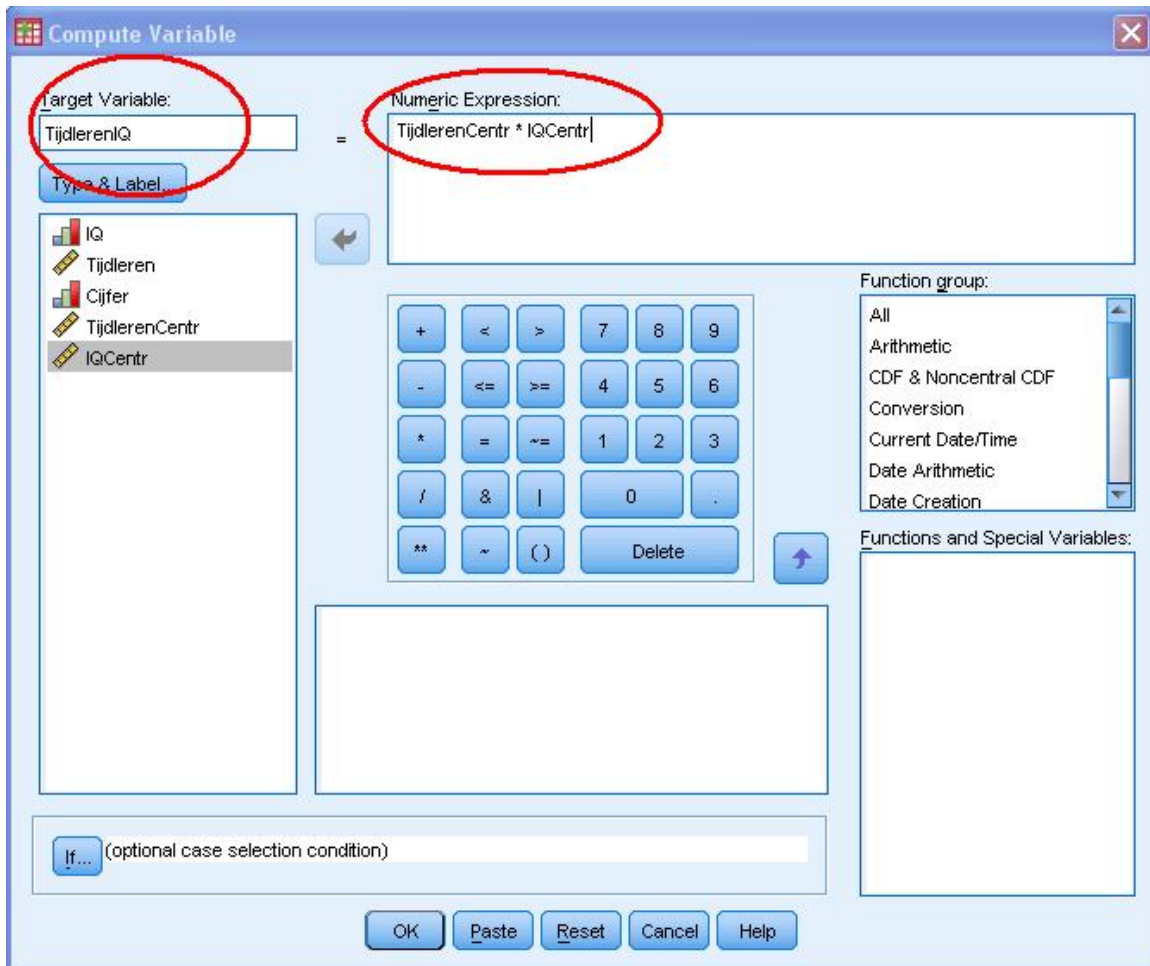 Compute Variable
Target Variable:
TijdlerenIQ
=
Numeric Expression:
TijdlerenCentr * IQCentr
Type & Label...
IQ
Tijdleren
Cijfer
TijdlerenCentr
IQCentr
+ < > 7 8 9
- <= >= 4 5 6
* = ~= 1 2 3
/ & | 0 .
** ~ ( ) Delete
Function group:
All
Arithmetic
CDF & Noncentral CDF
Conversion
Current Date/Time
Date Arithmetic
Date Creation
Functions and Special Variables:
If... (optional case selection condition)
OK Paste Reset Cancel Help